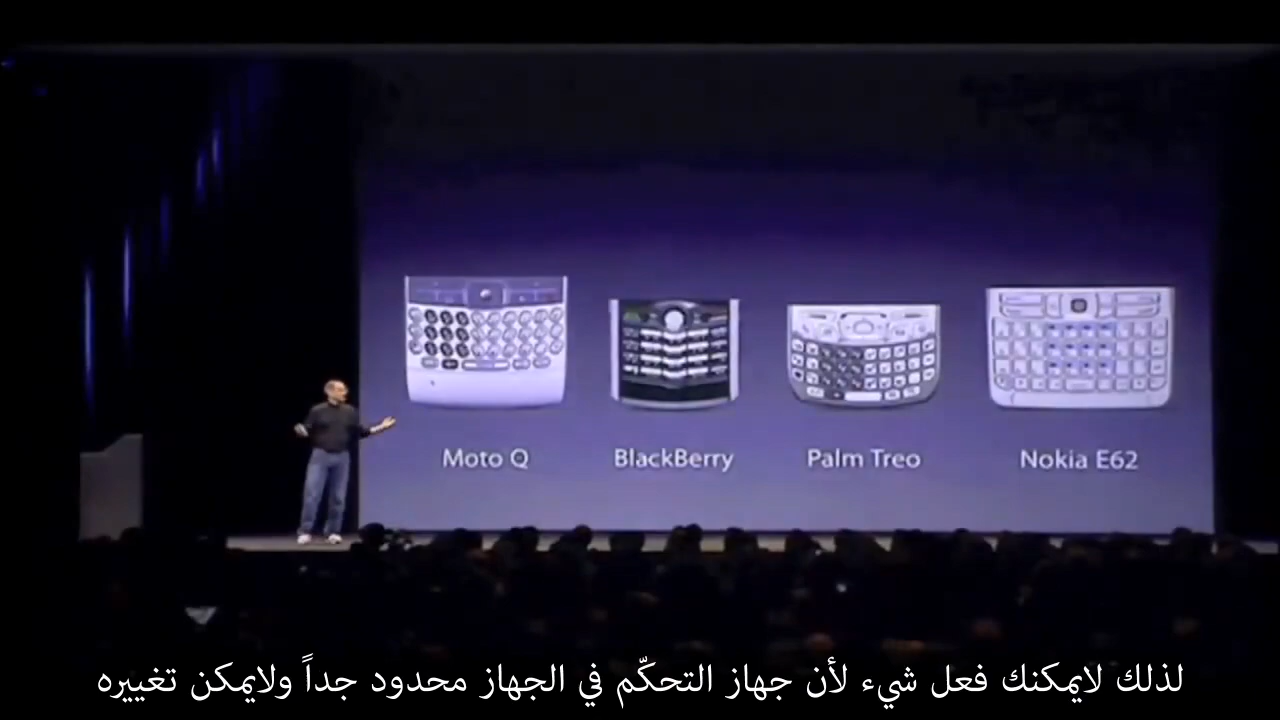 Moto Q
BlackBerry
Palm Treo
Nokia E62
لذلك لايمكنك فعل شيء لأن جهاز التحكّم في الجهاز محدود جداً ولايمكن تغييره